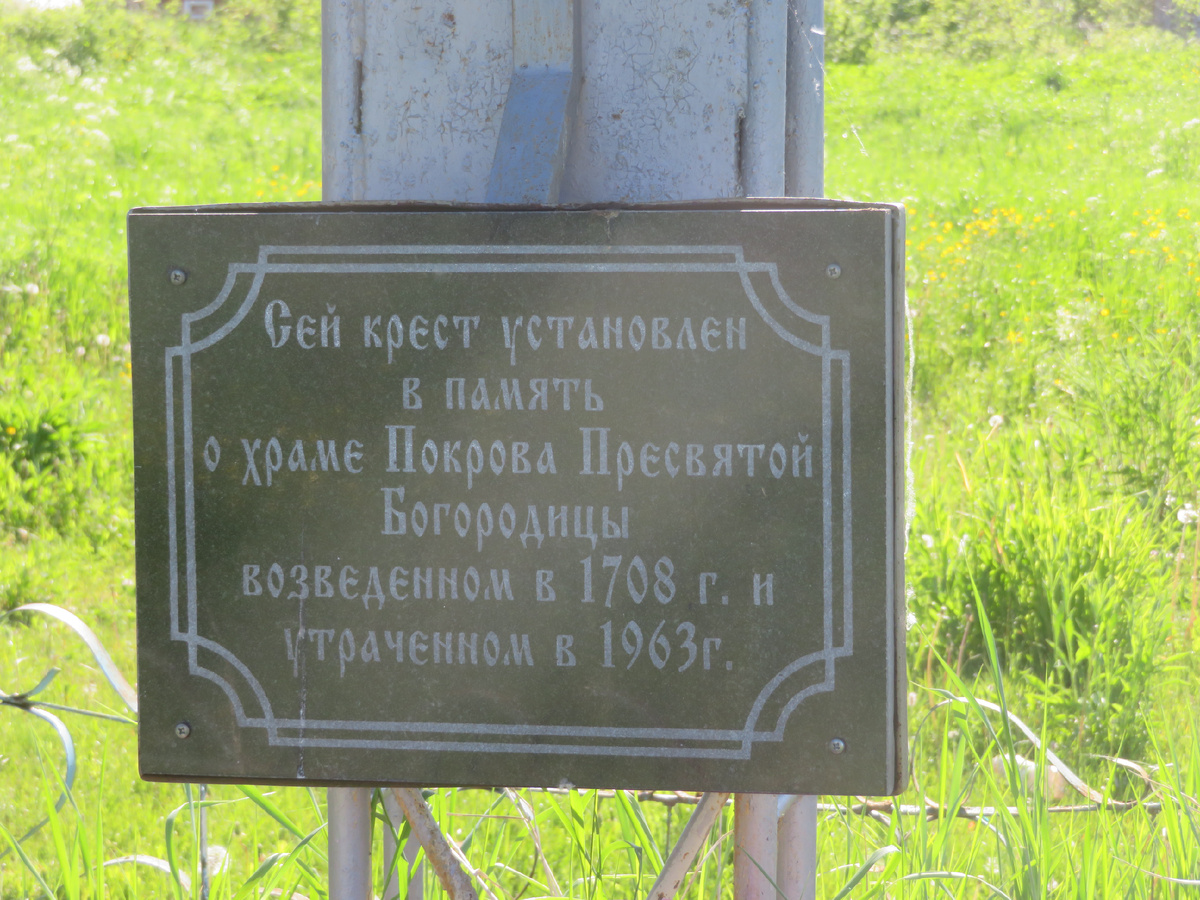 Сей крест установлен
в память
о храме Покрова Пресвятой
Богородицы
возведенном в 1708 г. и
утраченном в 1963г.